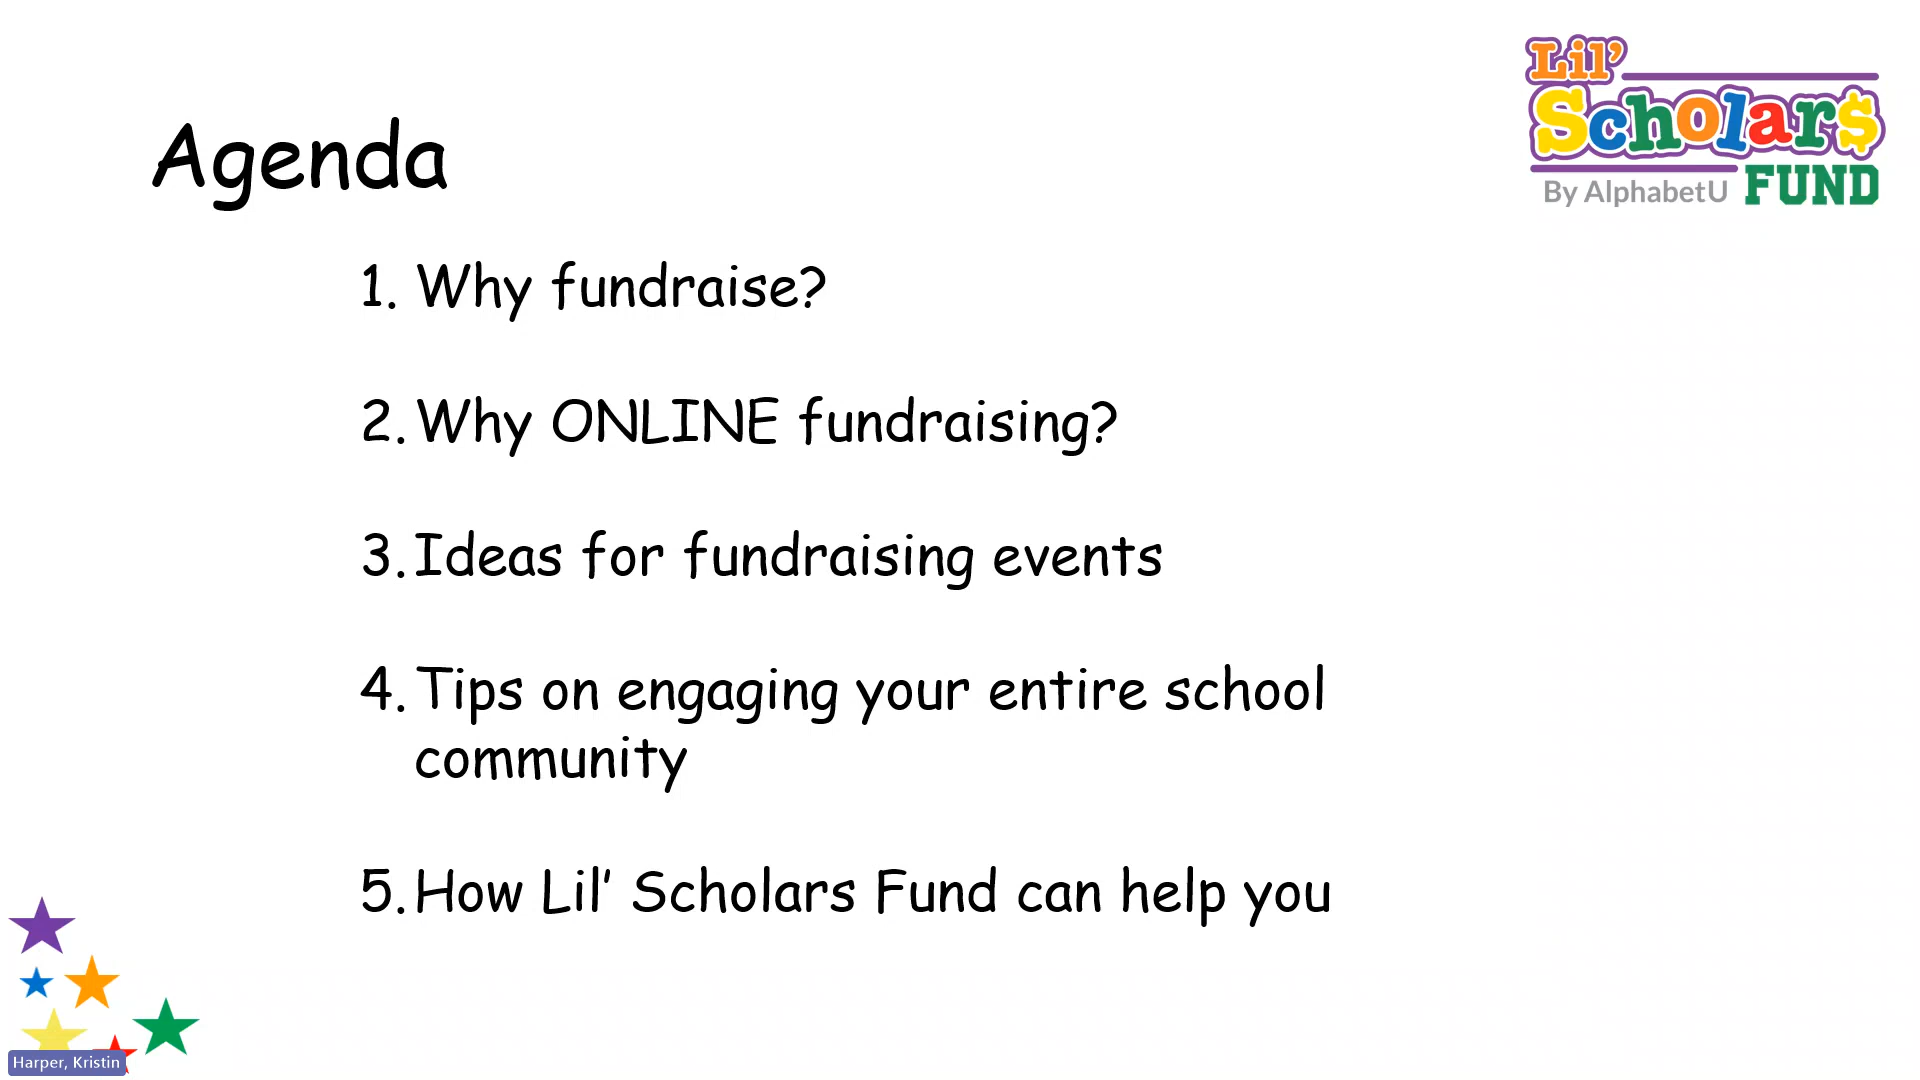 Lil'
Scholar$
By AlphabetU FUND
Agenda
1. Why fundraise?
2. Why ONLINE fundraising?
3. Ideas for fundraising events
4. Tips on engaging your entire school
community
5. How Lil’ Scholars Fund can help you
Harper, Kristin